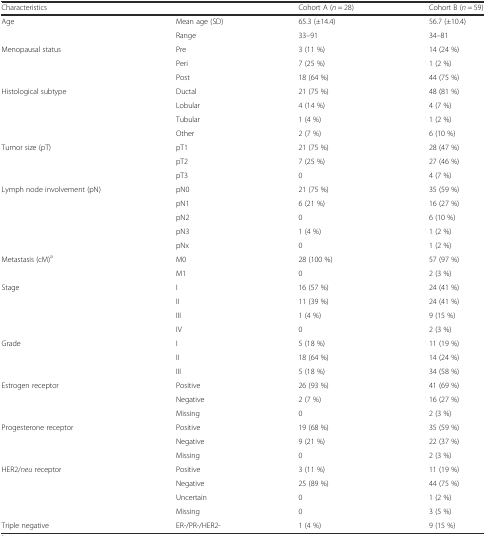 Characteristics Cohort A (n = 28) Cohort B (n = 59)
Age Mean age (SD) 65.3 (±14.4) 56.7 (±10.4)
Range 33–91 34–81
Menopausal status Pre 3 (11 %) 14 (24 %)
Peri 7 (25 %) 1 (2 %)
Post 18 (64 %) 44 (75 %)
Histological subtype Ductal 21 (75 %) 48 (81 %)
Lobular 4 (14 %) 4 (7 %)
Tubular 1 (4 %) 1 (2 %)
Other 2 (7 %) 6 (10 %)
Tumor size (pT) pT1 21 (75 %) 28 (47 %)
pT2 7 (25 %) 27 (46 %)
pT3 0 4 (7 %)
Lymph node involvement (pN) pN0 21 (75 %) 35 (59 %)
pN1 6 (21 %) 16 (27 %)
pN2 0 6 (10 %)
pN3 1 (4 %) 1 (2 %)
pNx 0 1 (2 %)
Metastasis (cM)a M0 28 (100 %) 57 (97 %)
M1 0 2 (3 %)
Stage I 16 (57 %) 24 (41 %)
II 11 (39 %) 24 (41 %)
III 1 (4 %) 9 (15 %)
IV 0 2 (3 %)
Grade I 5 (18 %) 11 (19 %)
II 18 (64 %) 14 (24 %)
III 5 (18 %) 34 (58 %)
Estrogen receptor Positive 26 (93 %) 41 (69 %)
Negative 2 (7 %) 16 (27 %)
Missing 0 2 (3 %)
Progesterone receptor Positive 19 (68 %) 35 (59 %)
Negative 9 (21 %) 22 (37 %)
Missing 0 2 (3 %)
HER2/neu receptor Positive 3 (11 %) 11 (19 %)
Negative 25 (89 %) 44 (75 %)
Uncertain 0 1 (2 %)
Missing 0 3 (5 %)
Triple negative ER-/PR-/HER2- 1 (4 %) 9 (15 %)